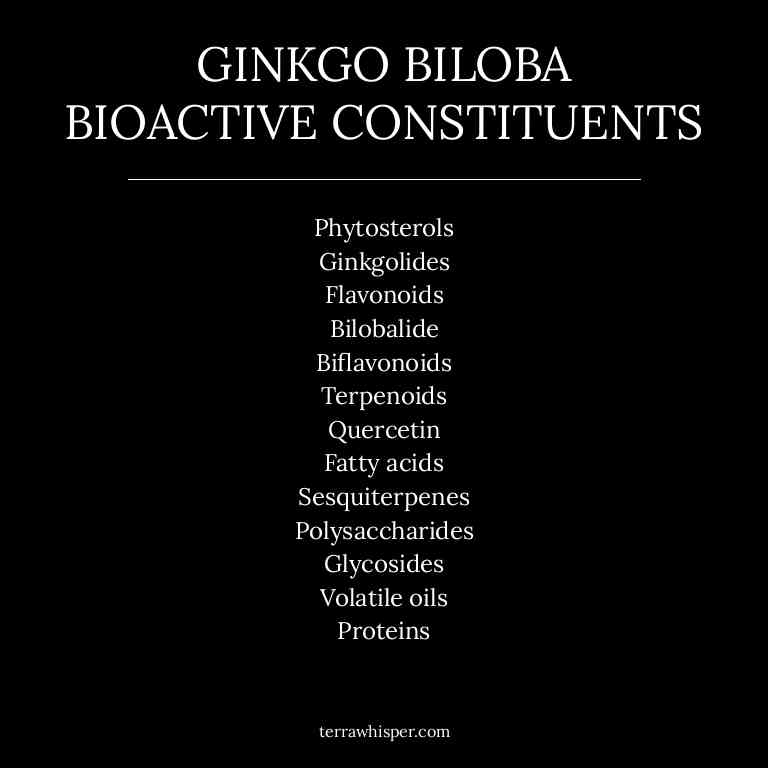 GINKGO BILOBA
BIOACTIVE CONSTITUENTS
Phytosterols
Ginkgolides
Flavonoids
Bilobalide
Biflavonoids
Terpenoids
Quercetin
Fatty acids
Sesquiterpenes
Polysaccharides
Glycosides
Volatile oils
Proteins
terrawhisper.com